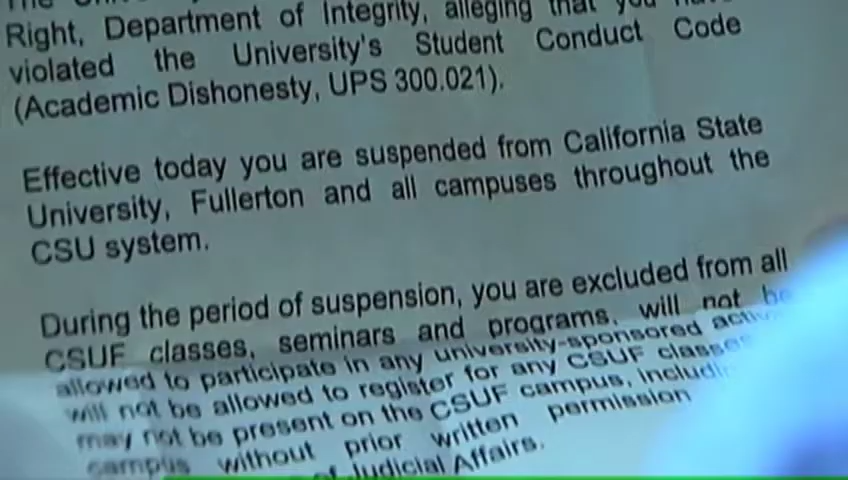 Right, Department of Integrity, alleging that you
violated the University's Student Conduct Code
(Academic Dishonesty, UPS 300.021).
Effective today you are suspended from California State
University, Fullerton and all campuses throughout the
CSU system.
During the period of suspension, you are excluded from all
CSUF classes, seminars and programs, will not be
allowed to participate in any university-sponsored
will not be allowed to register for any CSUF
may not be present on the CSUF campus,
campus without prior written permission
of Judicial Affairs.